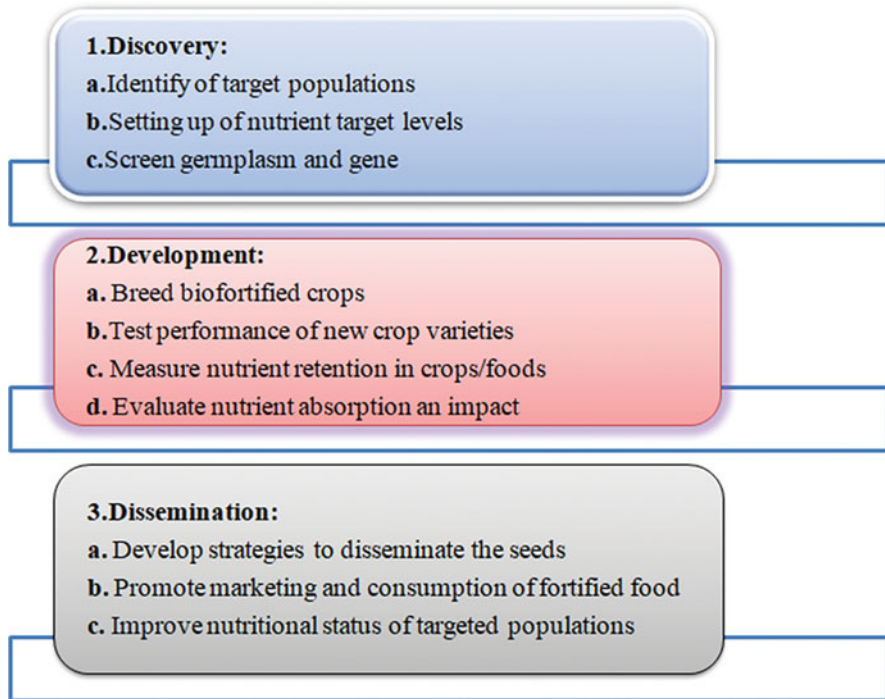 1.Discovery:
a.Identify of target populations
b.Setting up of nutrient target levels
c.Screen germplasm and gene
2.Development:
a. Breed biofortified crops
b.Test performance of new crop varieties
c. Measure nutrient retention in crops/foods
d. Evaluate nutrient absorption an impact
3.Dissemination:
a. Develop strategies to disseminate the seeds
b. Promote marketing and consumption of fortified food
c. Improve nutritional status of targeted populations